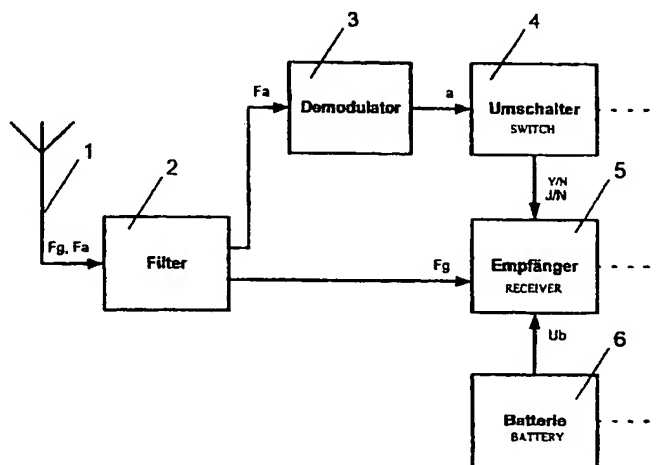 3
4
Fa
Demodulator
a
Umschalter
SWITCH
1
2
Y/N
J/N
5
Fg, Fa
Filter
Fg
Empfänger
RECEIVER
Ub
6
Batterie
BATTERY